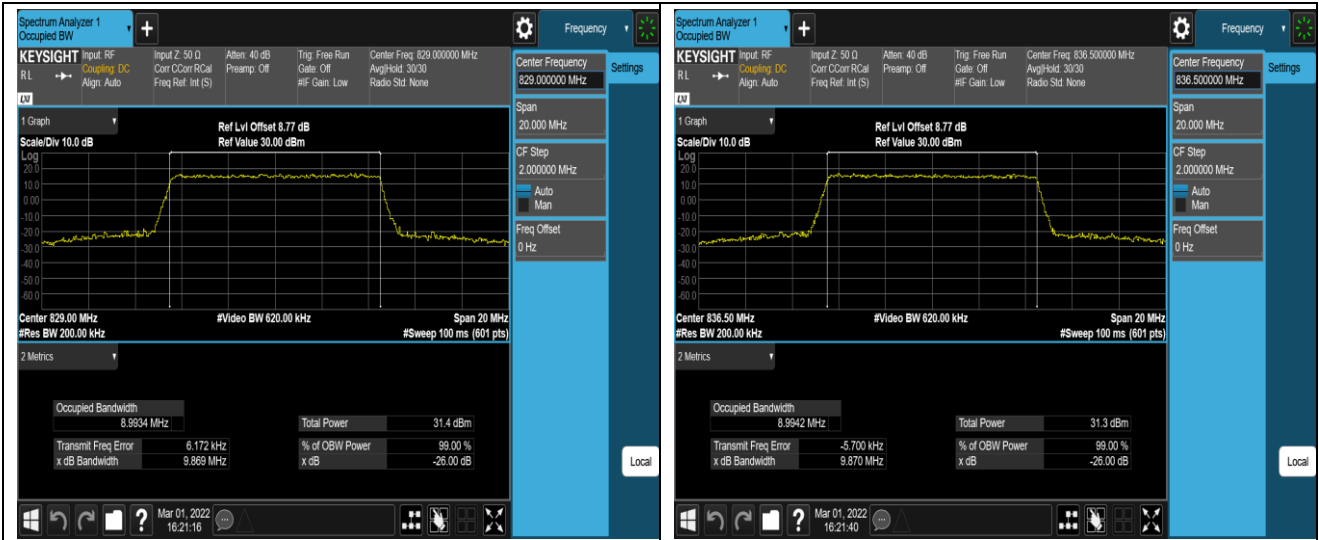 Spectrum Analyzer 1
Occupied BW
+
Frequency
KEYSIGHT Input: RF Input Z: 50 Ω Atten: 40 dB Trig: Free Run Center Freq: 829.000000 MHz
RL Coupling: DC Corr CCorr RCal Preamp: Off Gate: Off Avg|Hold: 30/30
Align: Auto Freq Ref: Int (S) #IF Gain: Low Radio Std: None
LXI
Center Frequency
829.000000 MHz
Settings
Span
20.000 MHz
CF Step
2.000000 MHz
Auto
Man
Freq Offset
0 Hz
Local
1 Graph
Ref Lvl Offset 8.77 dB
Scale/Div 10.0 dB Ref Value 30.00 dBm
Log
20.0
10.0
0.00
-10.0
-20.0
-30.0
-40.0
-50.0
-60.0
Center 829.00 MHz #Video BW 620.00 kHz Span 20 MHz
#Res BW 200.00 kHz #Sweep 100 ms (601 pts)
2 Metrics
Occupied Bandwidth
8.9934 MHz Total Power 31.4 dBm
Transmit Freq Error 6.172 kHz % of OBW Power 99.00 %
x dB Bandwidth 9.869 MHz x dB -26.00 dB
? Mar 01, 2022
16:21:16
Spectrum Analyzer 1
Occupied BW
+
Frequency
KEYSIGHT Input: RF Input Z: 50 Ω Atten: 40 dB Trig: Free Run Center Freq: 836.500000 MHz
RL Coupling: DC Corr CCorr RCal Preamp: Off Gate: Off Avg|Hold: 30/30
Align: Auto Freq Ref: Int (S) #IF Gain: Low Radio Std: None
LXI
Center Frequency
836.500000 MHz
Settings
Span
20.000 MHz
CF Step
2.000000 MHz
Auto
Man
Freq Offset
0 Hz
Local
1 Graph
Ref Lvl Offset 8.77 dB
Scale/Div 10.0 dB Ref Value 30.00 dBm
Log
20.0
10.0
0.00
-10.0
-20.0
-30.0
-40.0
-50.0
-60.0
Center 836.50 MHz #Video BW 620.00 kHz Span 20 MHz
#Res BW 200.00 kHz #Sweep 100 ms (601 pts)
2 Metrics
Occupied Bandwidth
8.9942 MHz Total Power 31.3 dBm
Transmit Freq Error -5.700 kHz % of OBW Power 99.00 %
x dB Bandwidth 9.870 MHz x dB -26.00 dB
? Mar 01, 2022
16:21:40